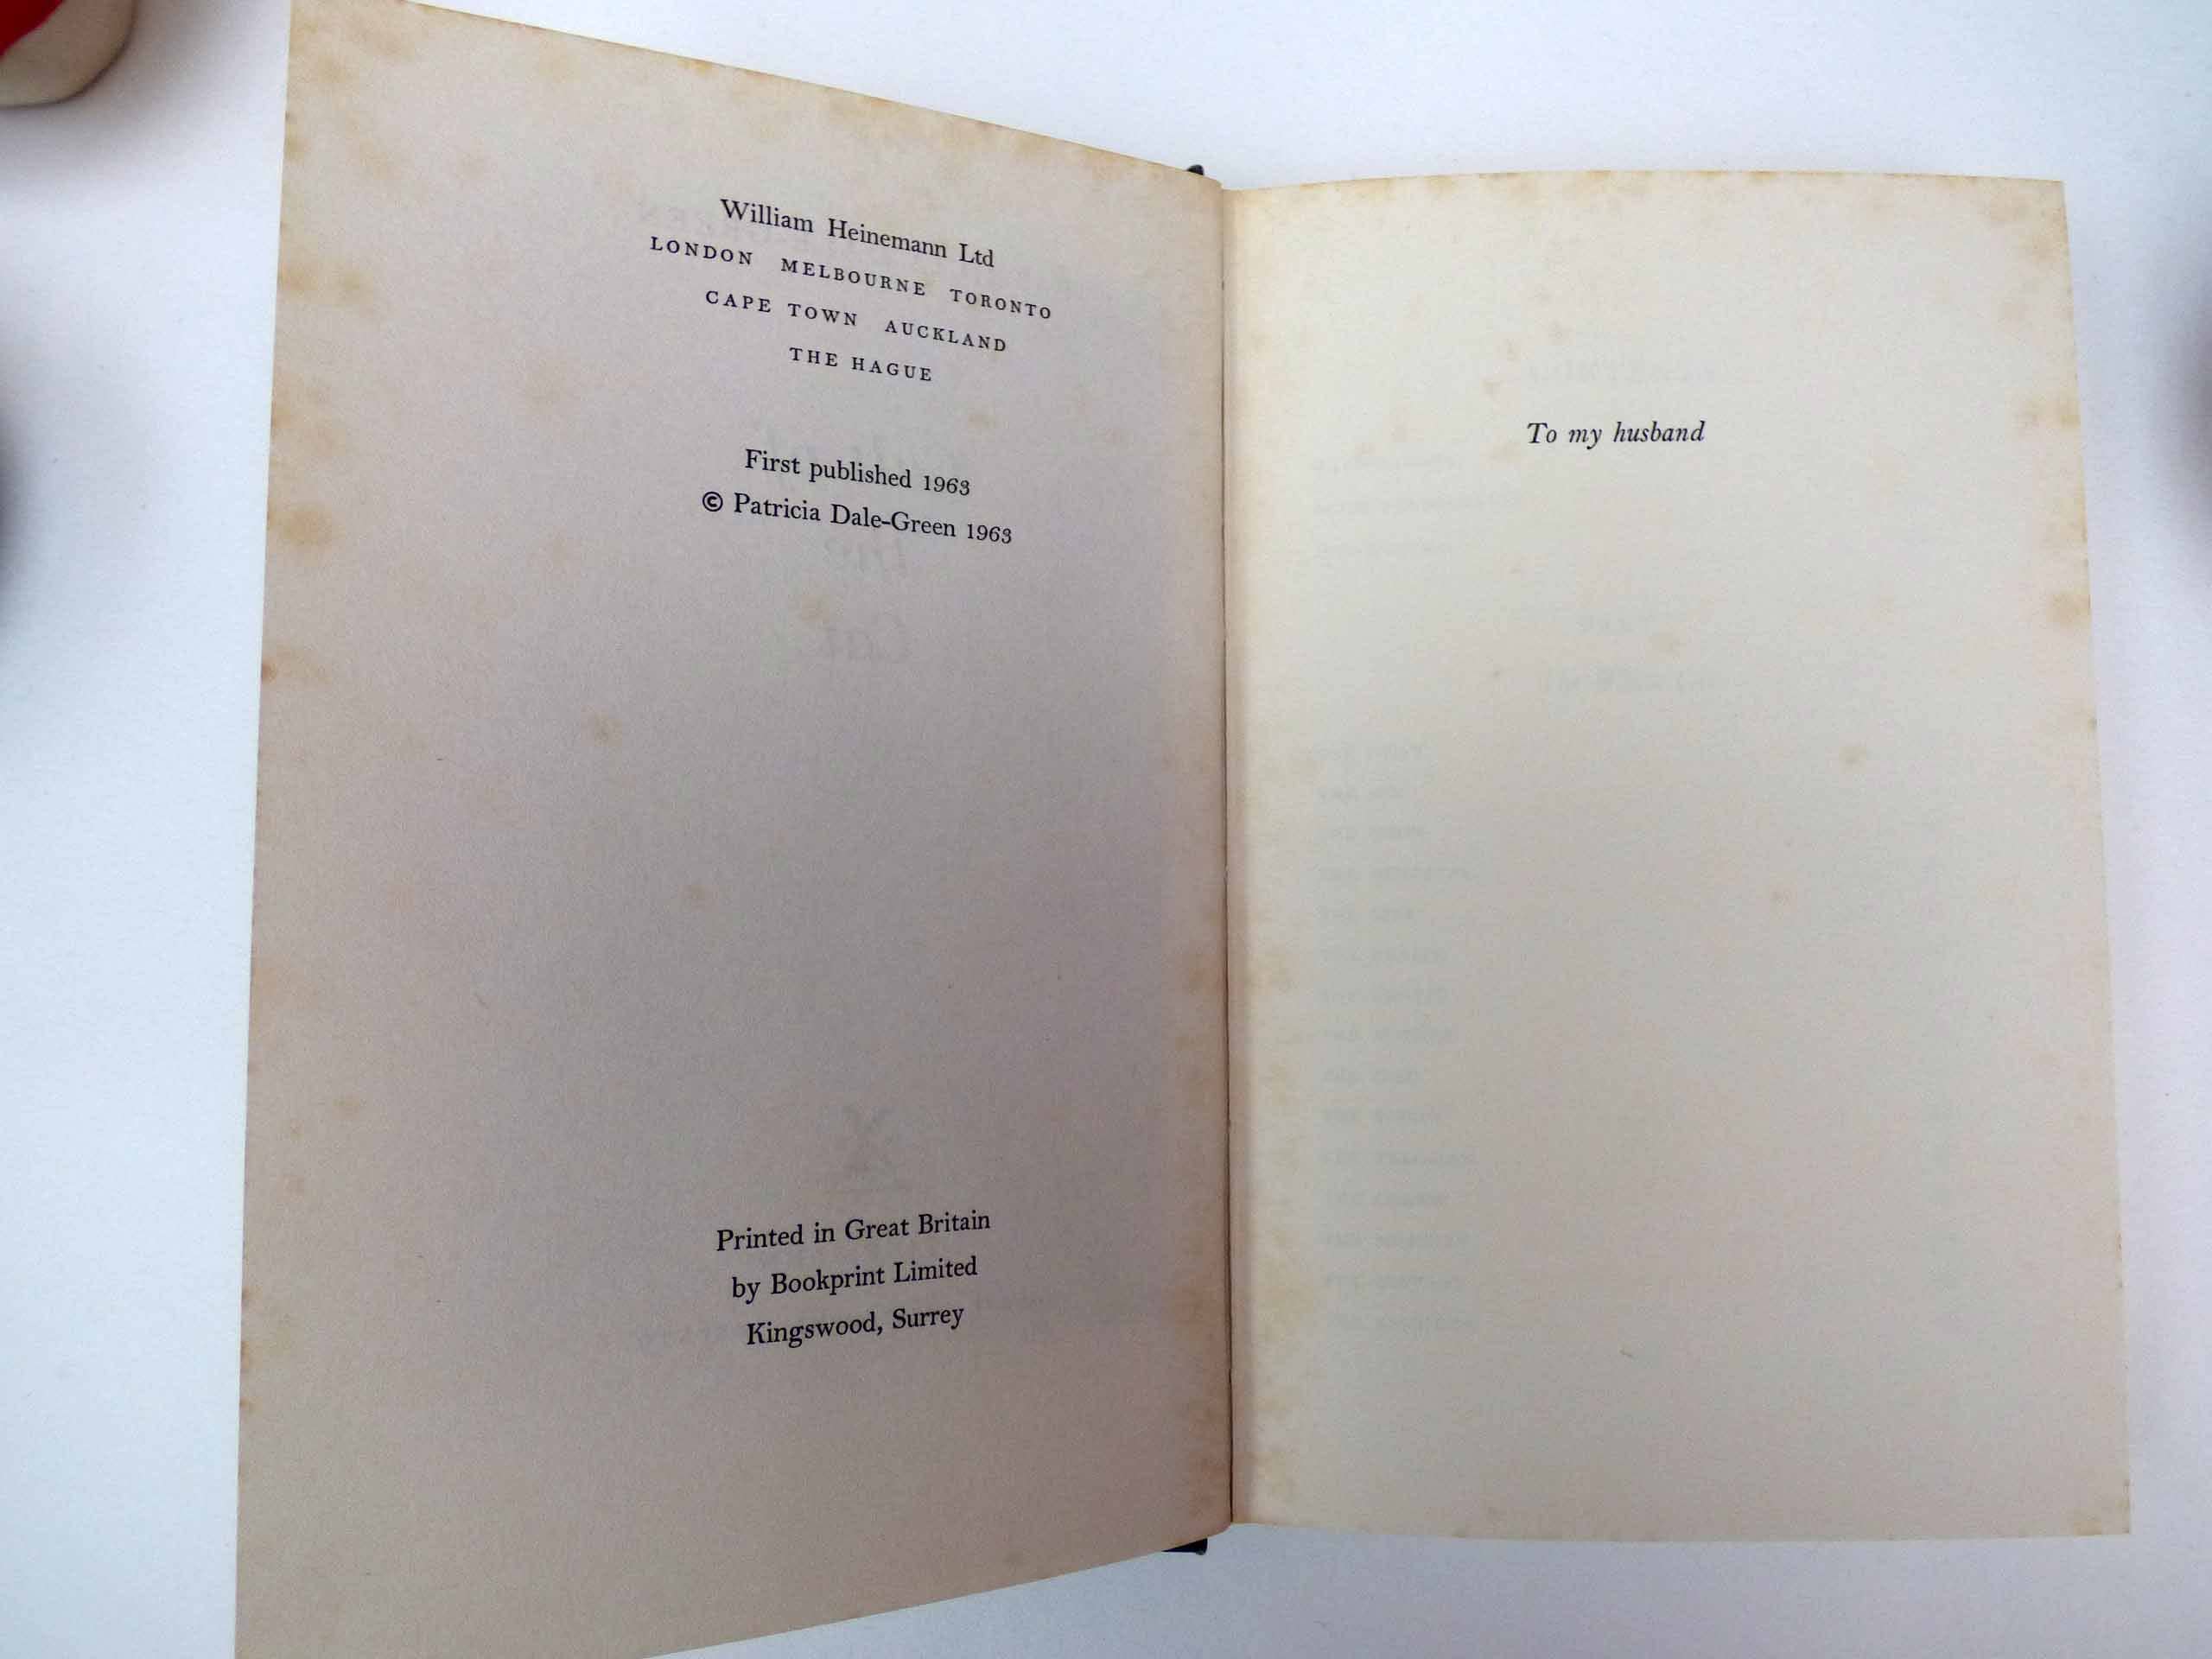 William Heinemann Ltd
LONDON MELBOURNE TORONTO
CAPE TOWN AUCKLAND
THE HAGUE
First published 1963
© Patricia Dale-Green 1963
Printed in Great Britain
by Bookprint Limited
Kingswood, Surrey
To my husband